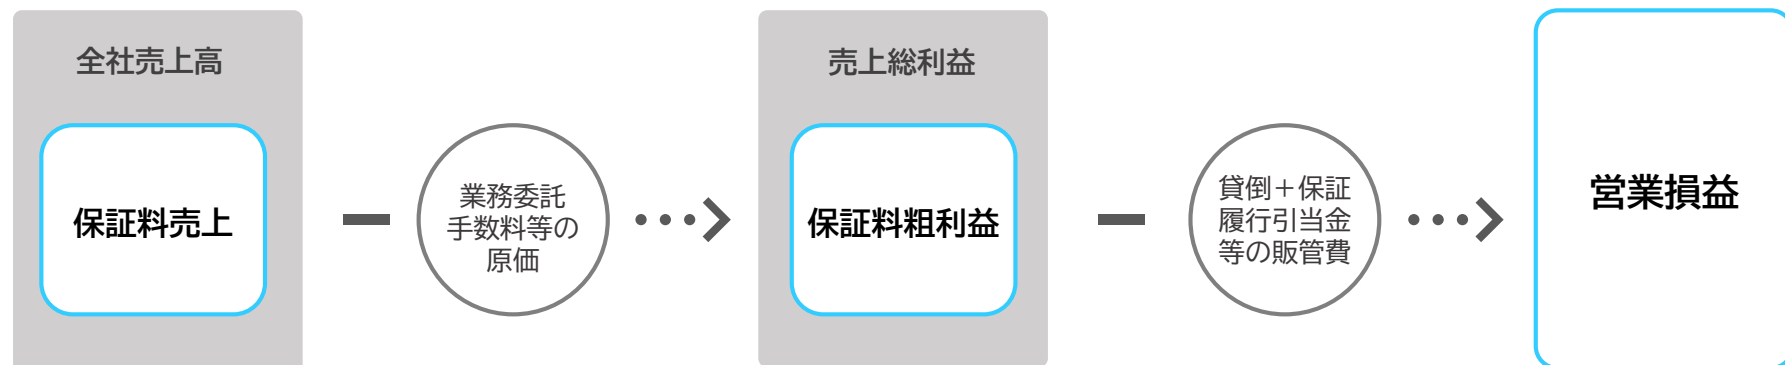 全社売上高
保証料売上
業務委託
手数料等の
原価
売上総利益
保証料粗利益
貸倒＋保証
履行引当金
等の販管費
営業損益